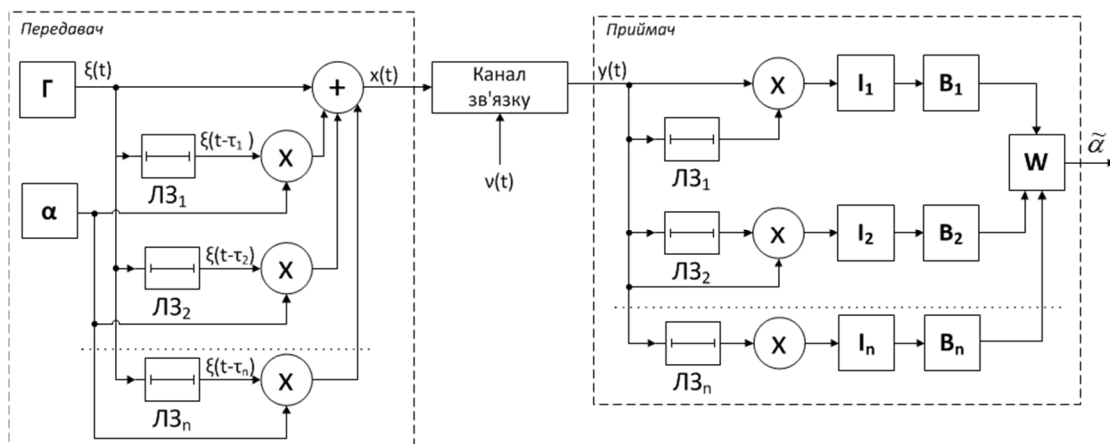 Передавач
Г
ξ(t)
+
x(t)
ξ(t-τ₁ )
X
ЛЗ₁
α
ξ(t-τ₂)
X
ЛЗ₂
ξ(t-τₙ)
X
ЛЗₙ
Канал
зв'язку
ν(t)
Приймач
y(t)
X
I₁
B₁
ЛЗ₁
W
α̃
X
I₂
B₂
ЛЗ₂
X
Iₙ
Bₙ
ЛЗₙ